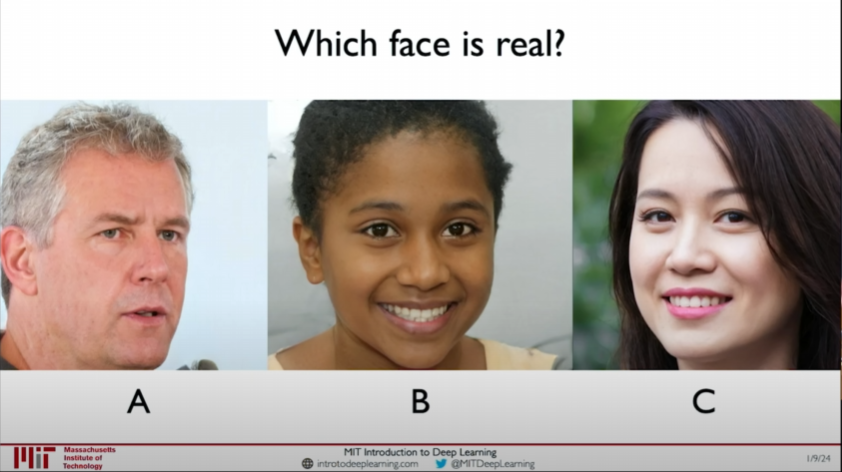 Which face is real?
A
B
C
Massachusetts
Institute of
Technology
MIT Introduction to Deep Learning
introtodeeplearning.com @MITDeepLearning
1/9/24